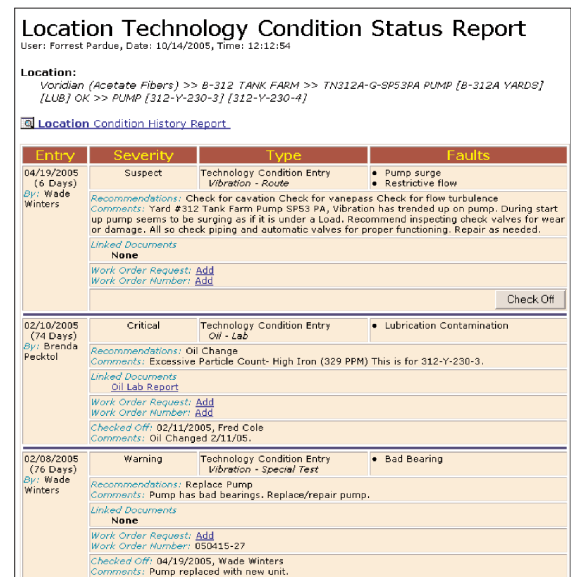 Location Technology Condition Status Report
User: Forrest Pardue, Date: 10/14/2005, Time: 12:12:54
Location:
Voridian (Acetate Fibers) >> B-312 TANK FARM >> TN312A-G-SP53PA PUMP [B-312A YARDS]
[LUB] OK >> PUMP [312-Y-230-3] [312-Y-230-4]
Location Condition History Report
Entry Severity Type Faults
04/19/2005 Suspect Technology Condition Entry • Pump surge
(6 Days) Vibration - Route • Restrictive flow
By: Wade
Winters
Recommendations: Check for cavation Check for vanepass Check for flow turbulence
Comments: Yard #312 Tank Farm Pump SP53 PA, Vibration has trended up on pump. During start
up pump seems to be surging as if it is under a Load. Recommend inspecting check valves for wear
or damage. All so check piping and automatic valves for proper functioning. Repair as needed.
Linked Documents
None
Work Order Request: Add
Work Order Number: Add
Check Off
02/10/2005 Critical Technology Condition Entry • Lubrication Contamination
(74 Days) Oil - Lab
By: Brenda
Pecktol
Recommendations: Oil Change
Comments: Excessive Particle Count- High Iron (329 PPM) This is for 312-Y-230-3.
Linked Documents
Oil Lab Report
Work Order Request: Add
Work Order Number: Add
Checked Off: 02/11/2005, Fred Cole
Comments: Oil Changed 2/11/05.
02/08/2005 Warning Technology Condition Entry • Bad Bearing
(76 Days) Vibration - Special Test
By: Wade
Winters
Recommendations: Replace Pump
Comments: Pump has bad bearings. Replace/repair pump.
Linked Documents
None
Work Order Request: Add
Work Order Number: 050415-27
Checked Off: 04/19/2005, Wade Winters
Comments: Pump replaced with new unit.